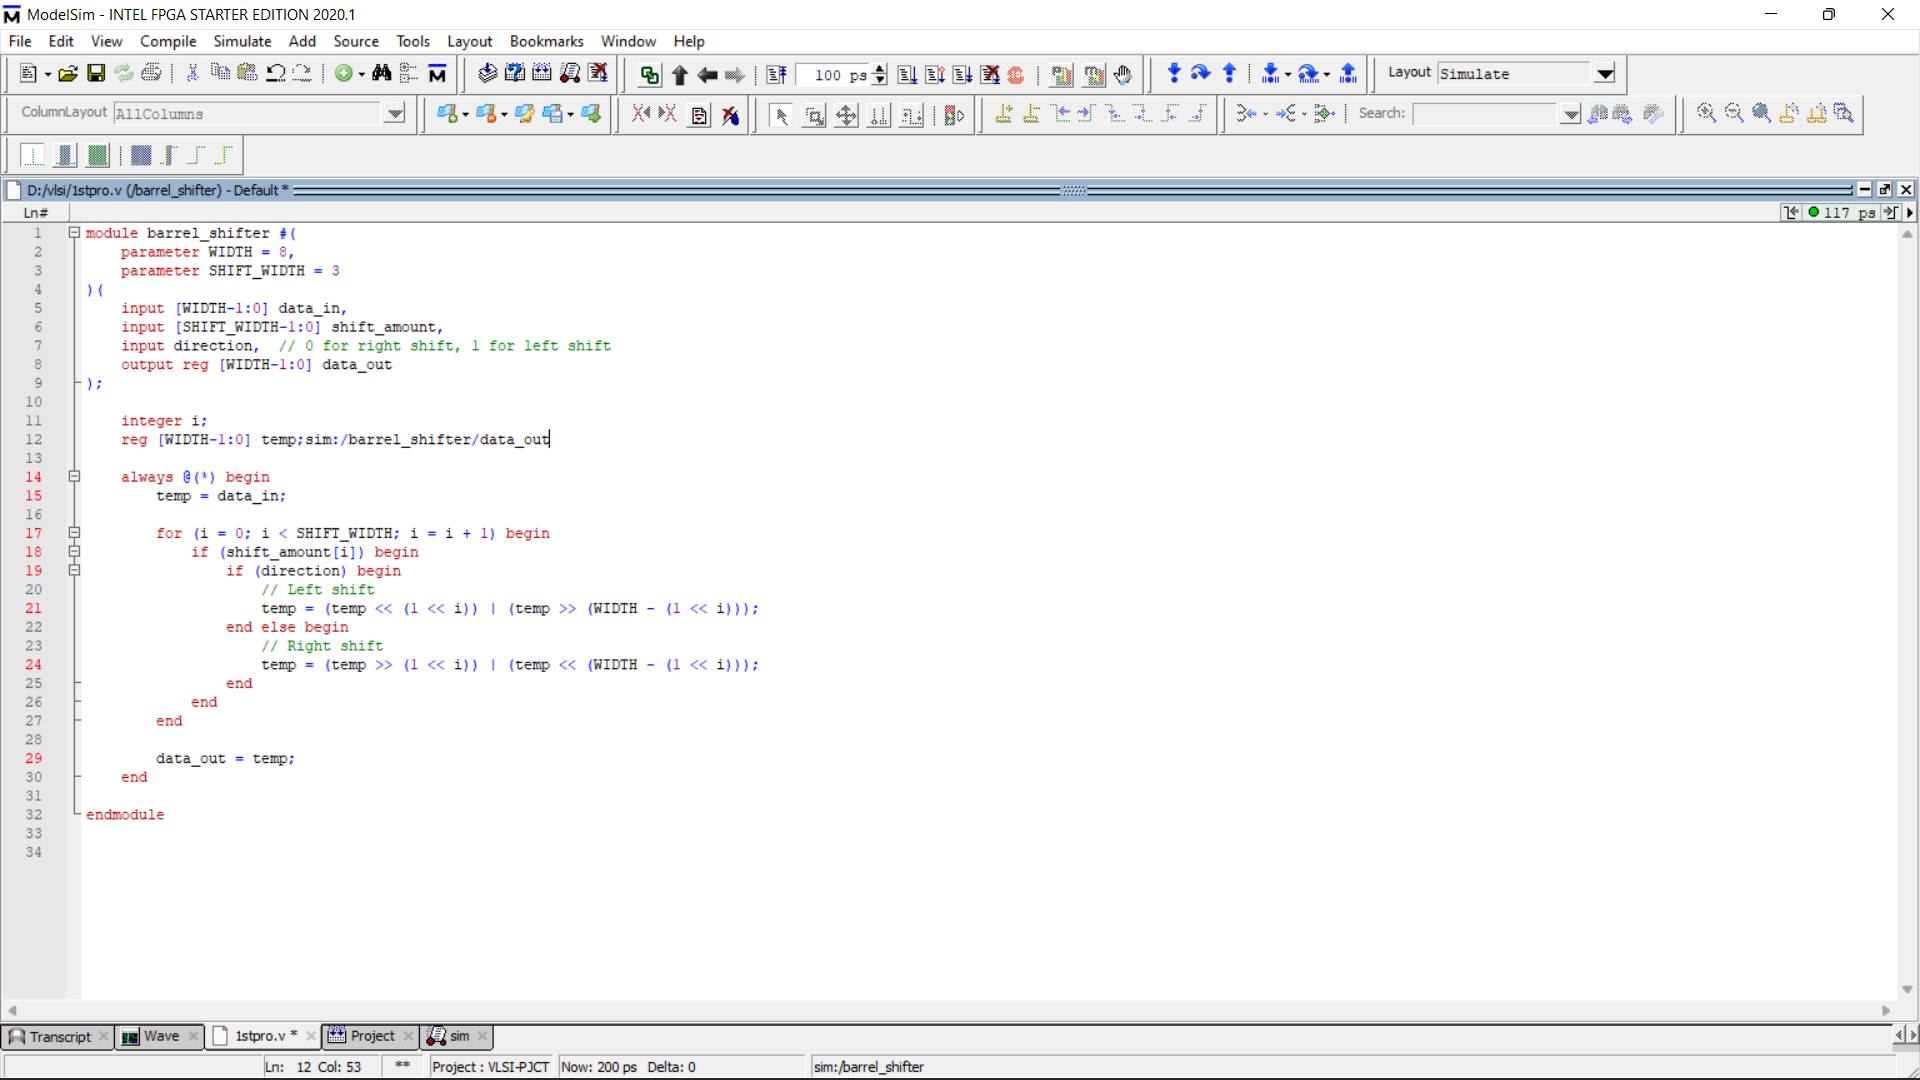 ModelSim - INTEL FPGA STARTER EDITION 2020.1
File Edit View Compile Simulate Add Source Tools Layout Bookmarks Window Help
100 ps
Layout Simulate
ColumnLayout AllColumns
Search:
D:/vlsi/1stpro.v (/barrel_shifter) - Default *
Ln#
117 ps
1 module barrel_shifter #(
2 parameter WIDTH = 8,
3 parameter SHIFT_WIDTH = 3
4 )(
5 input [WIDTH-1:0] data_in,
6 input [SHIFT_WIDTH-1:0] shift_amount,
7 input direction, // 0 for right shift, 1 for left shift
8 output reg [WIDTH-1:0] data_out
9 );
10
11 integer i;
12 reg [WIDTH-1:0] temp;sim:/barrel_shifter/data_out
13
14 always @(*) begin
15 temp = data_in;
16
17 for (i = 0; i < SHIFT_WIDTH; i = i + 1) begin
18 if (shift_amount[i]) begin
19 if (direction) begin
20 // Left shift
21 temp = (temp << (1 << i)) | (temp >> (WIDTH - (1 << i)));
22 end else begin
23 // Right shift
24 temp = (temp >> (1 << i)) | (temp << (WIDTH - (1 << i)));
25 end
26 end
27 end
28
29 data_out = temp;
30 end
31
32 endmodule
33
34
Transcript Wave 1stpro.v * Project sim
Ln: 12 Col: 53 ** Project : VLSI-PJCT Now: 200 ps Delta: 0 sim:/barrel_shifter